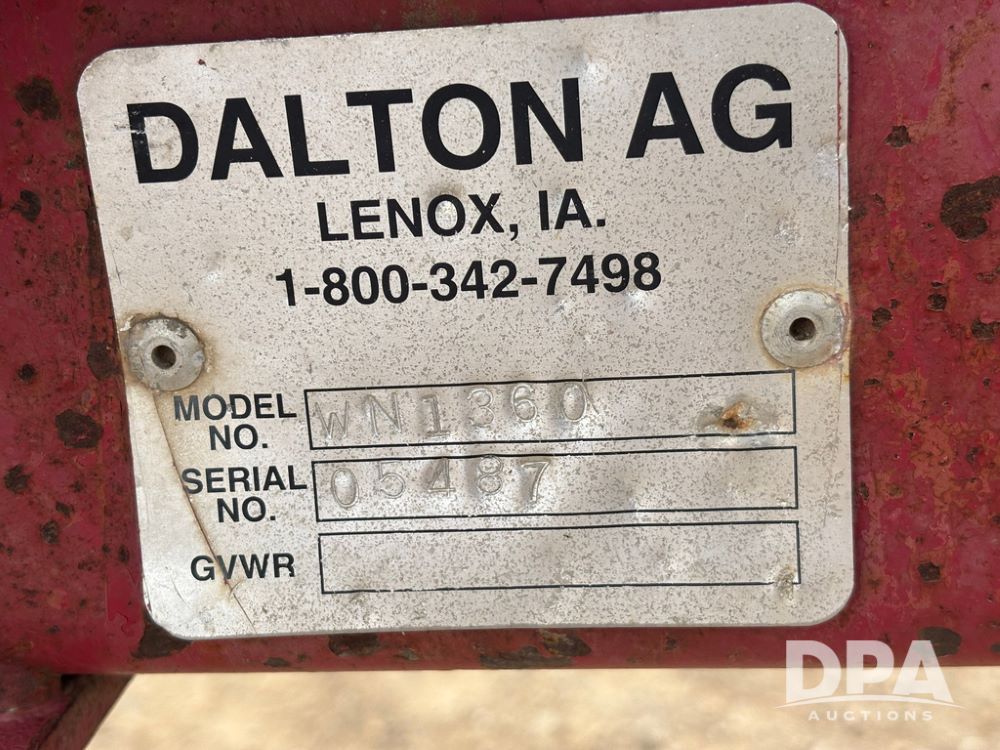 DALTON AG
LENOX, IA.
1-800-342-7498
MODEL NO. WN1360
SERIAL NO. 05487
GVWR
DPA
AUCTIONS